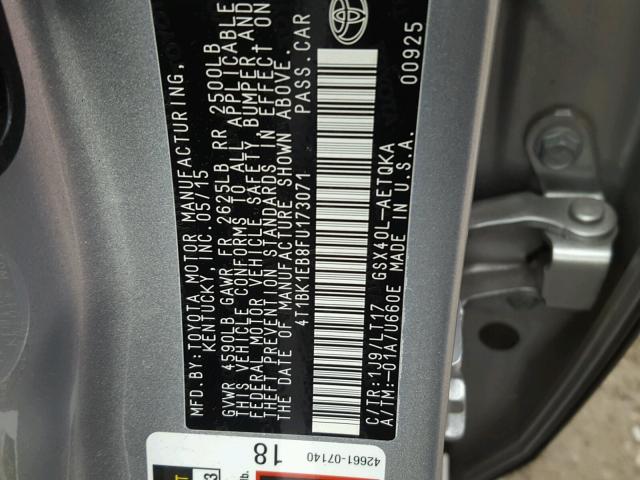 MFD.BY:TOYOTA MOTOR MANUFACTURING,
KENTUCKY, INC. 05/15
GVWR 4590LB GAWR FR 2625LB RR 2500LB
THIS VEHICLE CONFORMS TO ALL APPLICABLE
FEDERAL MOTOR VEHICLE SAFETY, BUMPER AND
THEFT PREVENTION STANDARDS IN EFFECT ON
THE DATE OF MANUFACTURE SHOWN ABOVE.
4T1BK1EB8FU173071 PASS.CAR
C/TR:1J9/LT17 GSX40L-AETQKA
A/TM:-01A/U660E MADE IN U.S.A.
00925
42661-07140
18
lb.